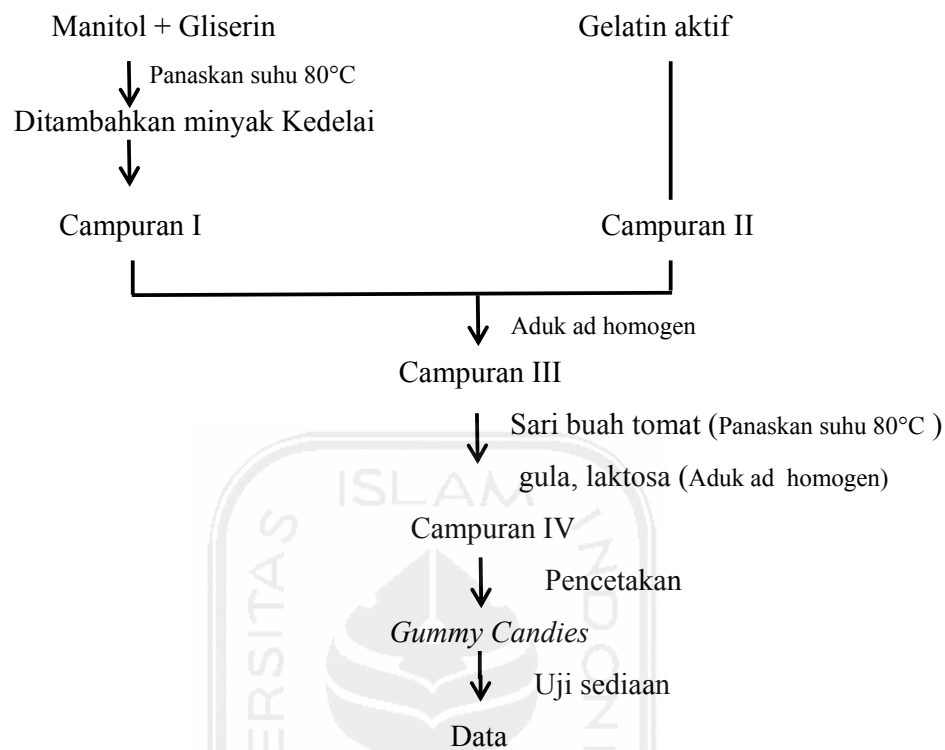 Manitol + Gliserin
Gelatin aktif
Panaskan suhu 80°C
Ditambahkan minyak Kedelai
Campuran I
Campuran II
Aduk ad homogen
Campuran III
Sari buah tomat (Panaskan suhu 80°C )
gula, laktosa (Aduk ad homogen)
Campuran IV
Pencetakan
Gummy Candies
Uji sediaan
Data
ISLAM